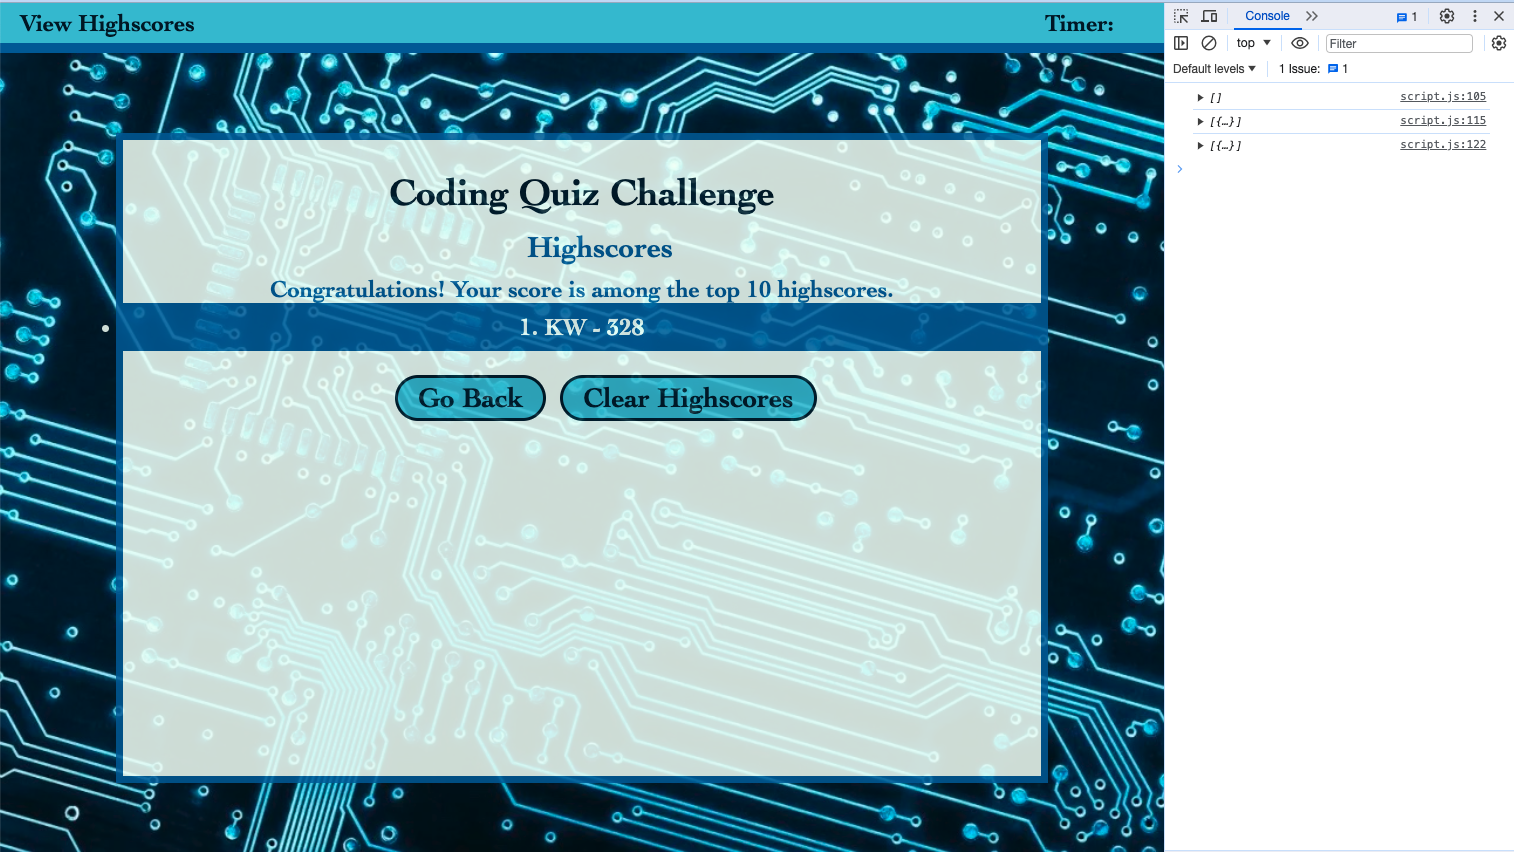 View Highscores
Timer:
Coding Quiz Challenge
Highscores
Congratulations! Your score is among the top 10 highscores.
1. KW - 328
Go Back
Clear Highscores
Console
1
top
Filter
Default levels
1 Issue:
1
[]
script.js:105
[{…}]
script.js:115
[{…}]
script.js:122